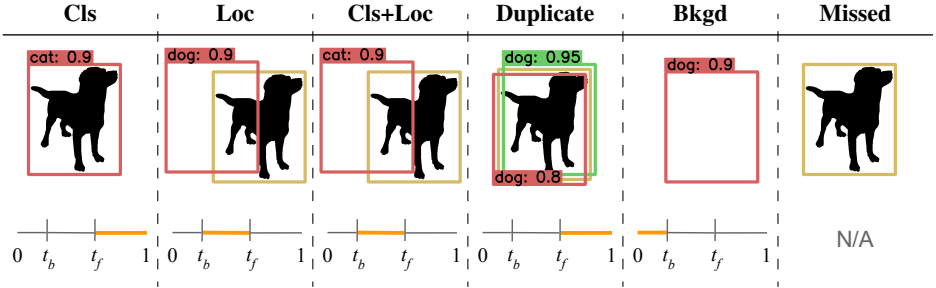 Cls Loc Cls+Loc Duplicate Bkgd Missed
cat: 0.9 dog: 0.9 cat: 0.9 dog: 0.95 dog: 0.9
dog: 0.8
0 t_b t_f 1 0 t_b t_f 1 0 t_b t_f 1 0 t_b t_f 1 0 t_b t_f 1 N/A